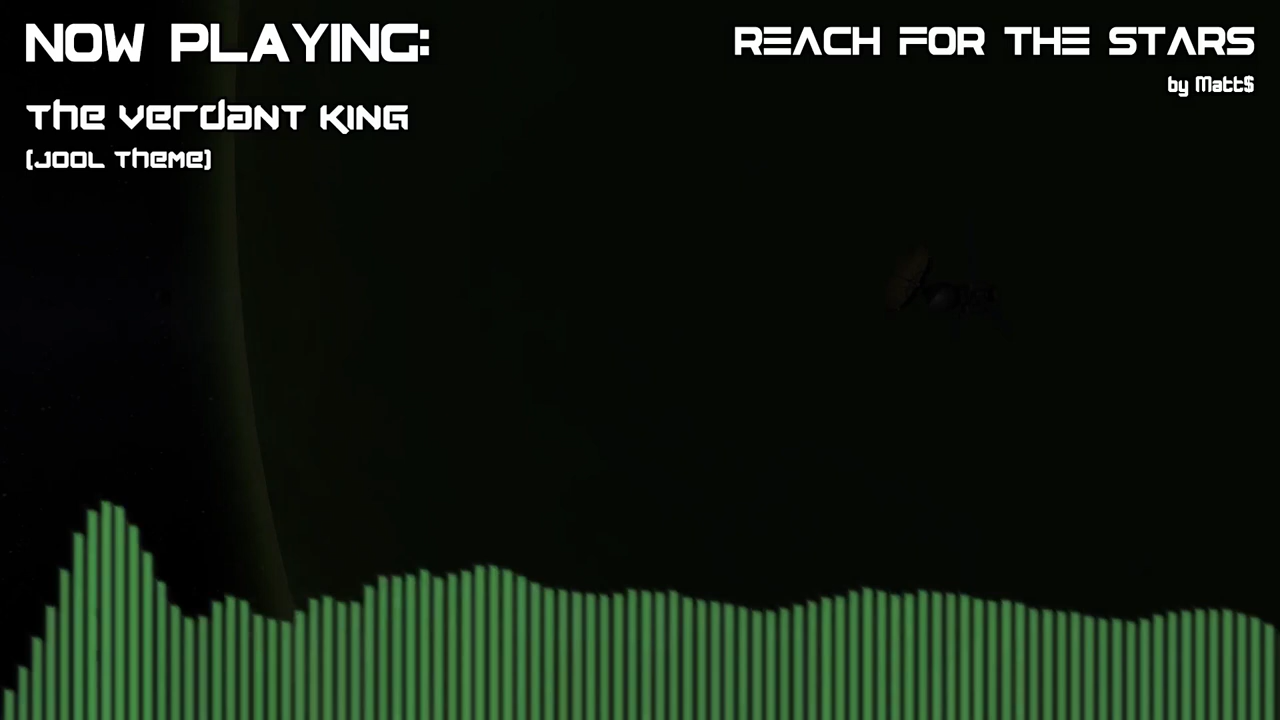 NOW PLAYING:
The Verdant King
(Jool Theme)
REACH FOR THE STARS
by Matt$